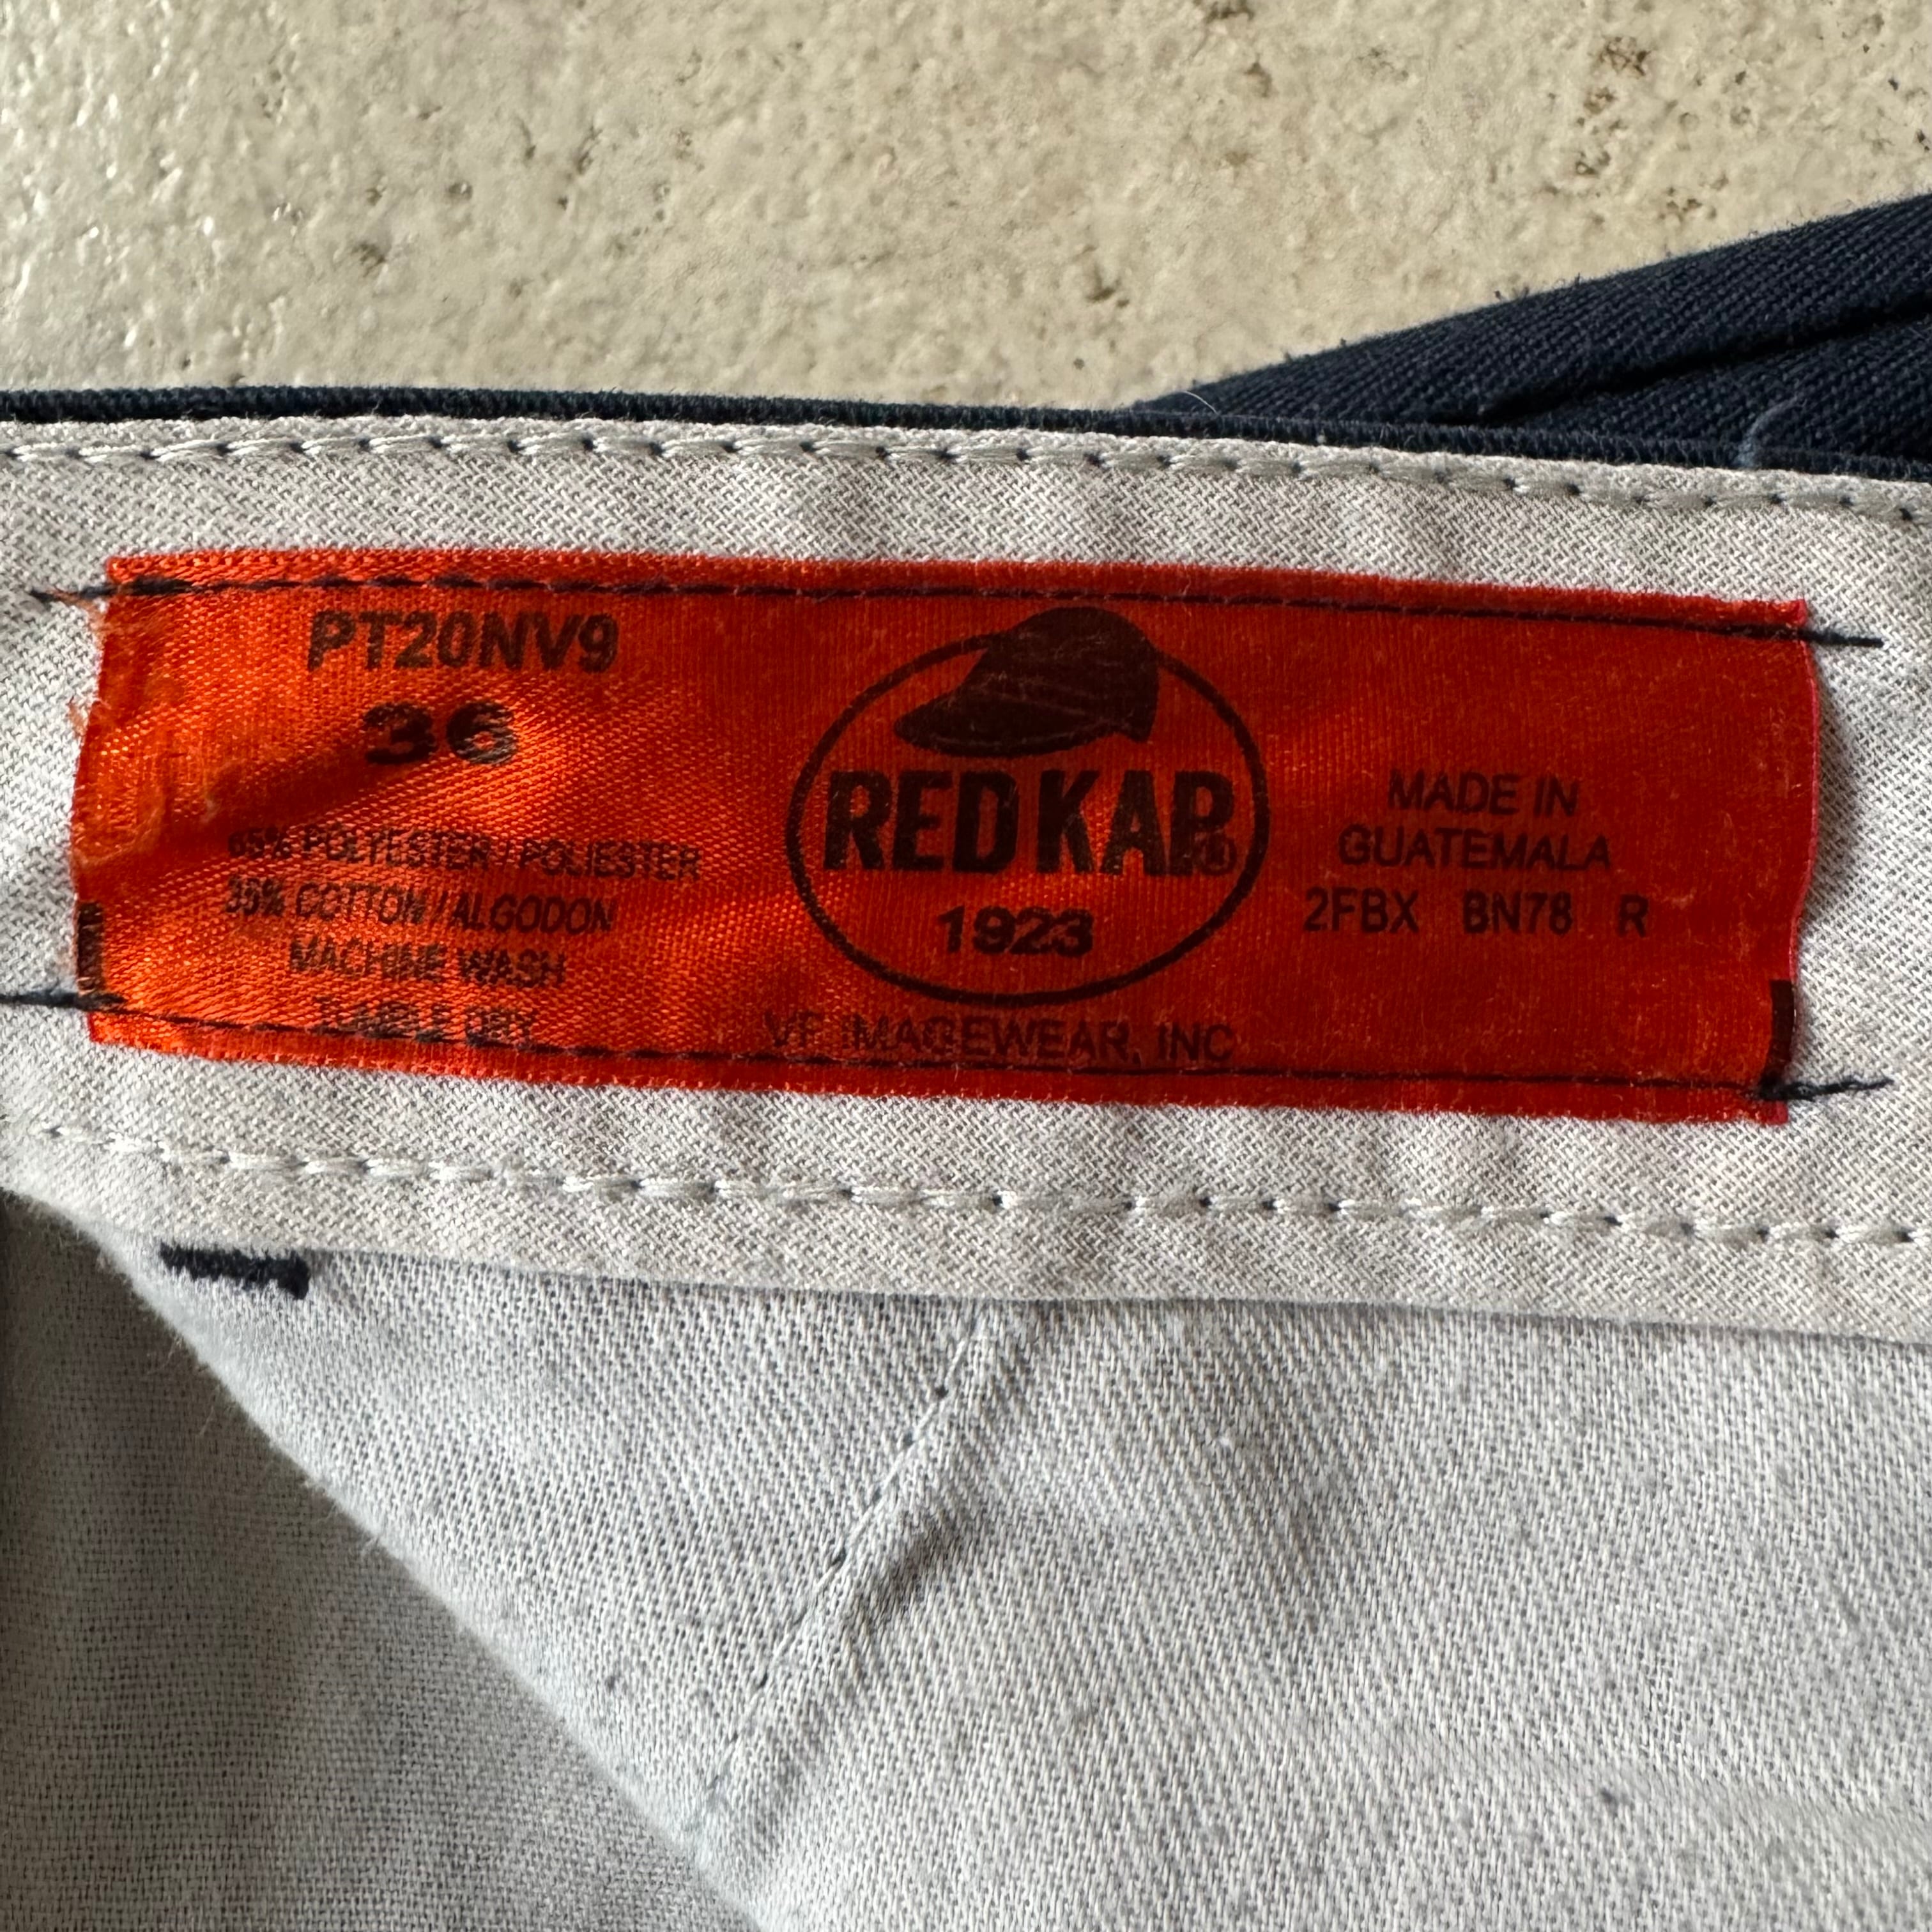 PT20NV9
36
65% POLYESTER / POLIESTER
35% COTTON / ALGODON
MACHINE WASH
TUMBLE DRY
RED KAP®
1923
VF IMAGEWEAR, INC
MADE IN
GUATEMALA
2FBX BN78 R